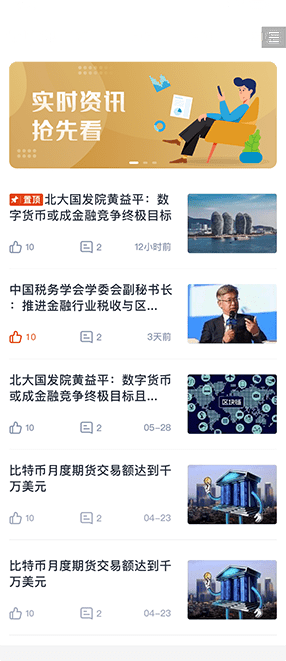 实时资讯
抢先看
置顶 北大国发院黄益平：数
字货币或成金融竞争终极目标
10 2 12小时前
中国税务学会学委会副秘书长
：推进金融行业税收与区...
10 2 3天前
北大国发院黄益平：数字货币
或成金融竞争终极目标且...
区块链
10 2 05-28
比特币月度期货交易额达到千
万美元
10 2 04-23
比特币月度期货交易额达到千
万美元
10 2 04-23